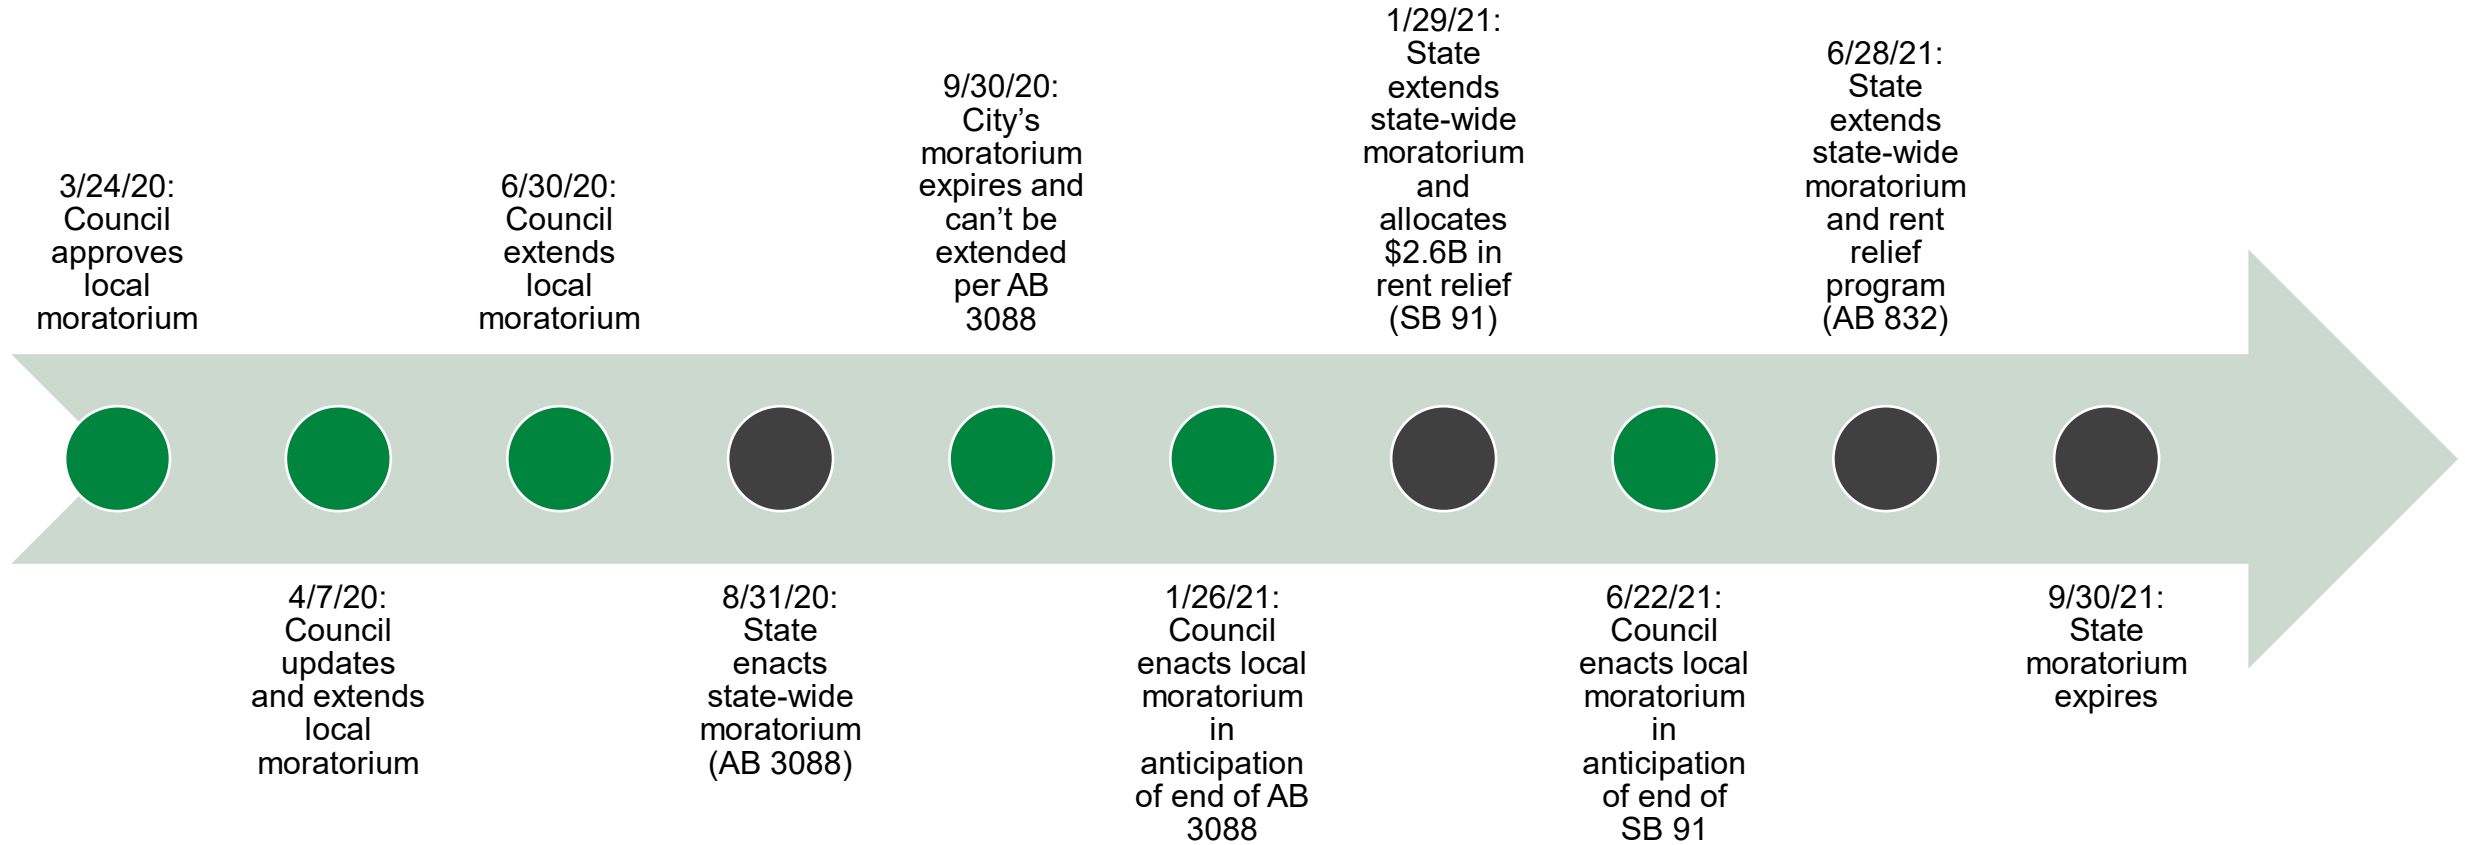 3/24/20:
Council
approves
local
moratorium
4/7/20:
Council
updates
and extends
local
moratorium
6/30/20:
Council
extends
local
moratorium
8/31/20:
State
enacts
state-wide
moratorium
(AB 3088)
9/30/20:
City’s
moratorium
expires and
can’t be
extended
per AB
3088
1/26/21:
Council
enacts local
moratorium
in
anticipation
of end of AB
3088
1/29/21:
State
extends
state-wide
moratorium
and
allocates
$2.6B in
rent relief
(SB 91)
6/22/21:
Council
enacts local
moratorium
in
anticipation
of end of
SB 91
6/28/21:
State
extends
state-wide
moratorium
and rent
relief
program
(AB 832)
9/30/21:
State
moratorium
expires